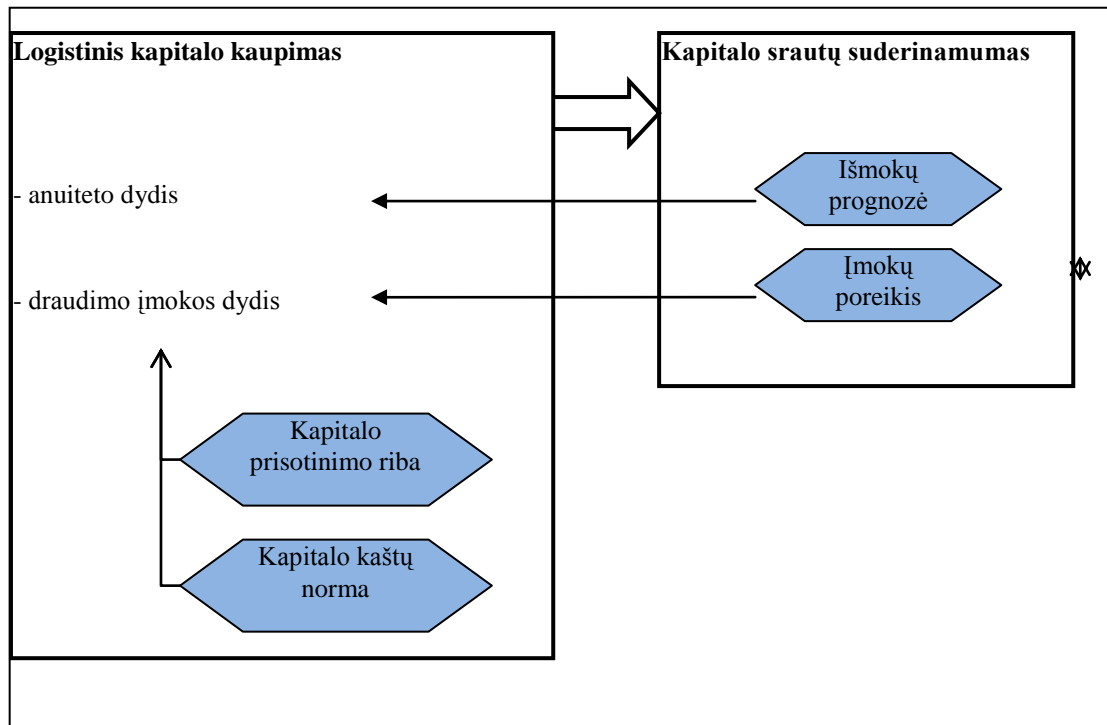 Logistinis kapitalo kaupimas
- anuiteto dydis
- draudimo įmokos dydis
Kapitalo
prisotinimo riba
Kapitalo kaštų
norma
Kapitalo srautų suderinamumas
Išmokų
prognozė
Įmokų
poreikis